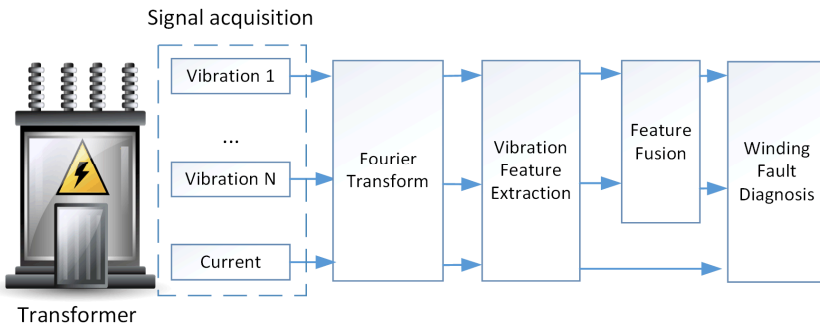 Signal acquisition
Vibration 1
...
Vibration N
Current
Transformer
Fourier
Transform
Vibration
Feature
Extraction
Feature
Fusion
Winding
Fault
Diagnosis